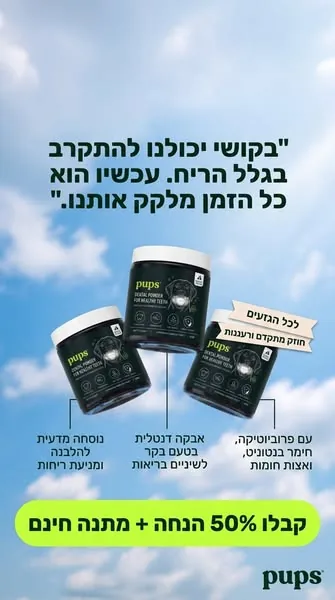 "בקושי יכולנו להתקרב
בגלל הריח. עכשיו הוא
כל הזמן מלקק אותנו."
pups
DENTAL POWDER
FOR HEALTHY TEETH
pups
DENTAL POWDER
FOR HEALTHY TEETH
pups
DENTAL POWDER
FOR HEALTHY TEETH
לכל הגזעים
חוזק מתקדם ורעננות
עם פרוביוטיקה,
חימר בנטוניט,
ואצות חומות
אבקה דנטלית
בטעם בקר
לשיניים בריאות
נוסחה מדעית
להלבנה
ומניעת ריחות
קבלו 50% הנחה + מתנה חינם
pups